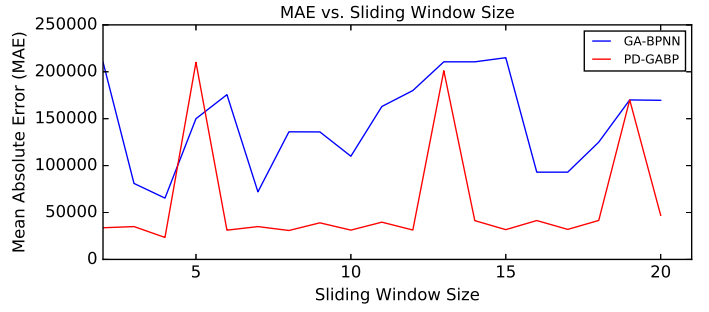 MAE vs. Sliding Window Size
Mean Absolute Error (MAE)
250000
200000
150000
100000
50000
0
GA-BPNN
PD-GABP
5 10 15 20
Sliding Window Size